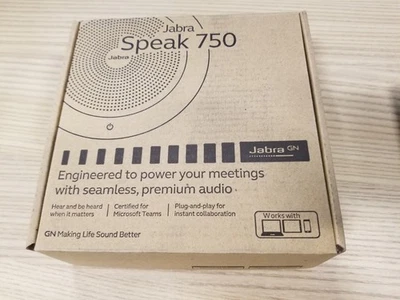 Jabra
Speak 750
Jabra
Jabra GN
Engineered to power your meetings
with seamless, premium audio.
Hear and be heard
when it matters
Certified for
Microsoft Teams
Plug-and-play for
instant collaboration
Works with
GN Making Life Sound Better